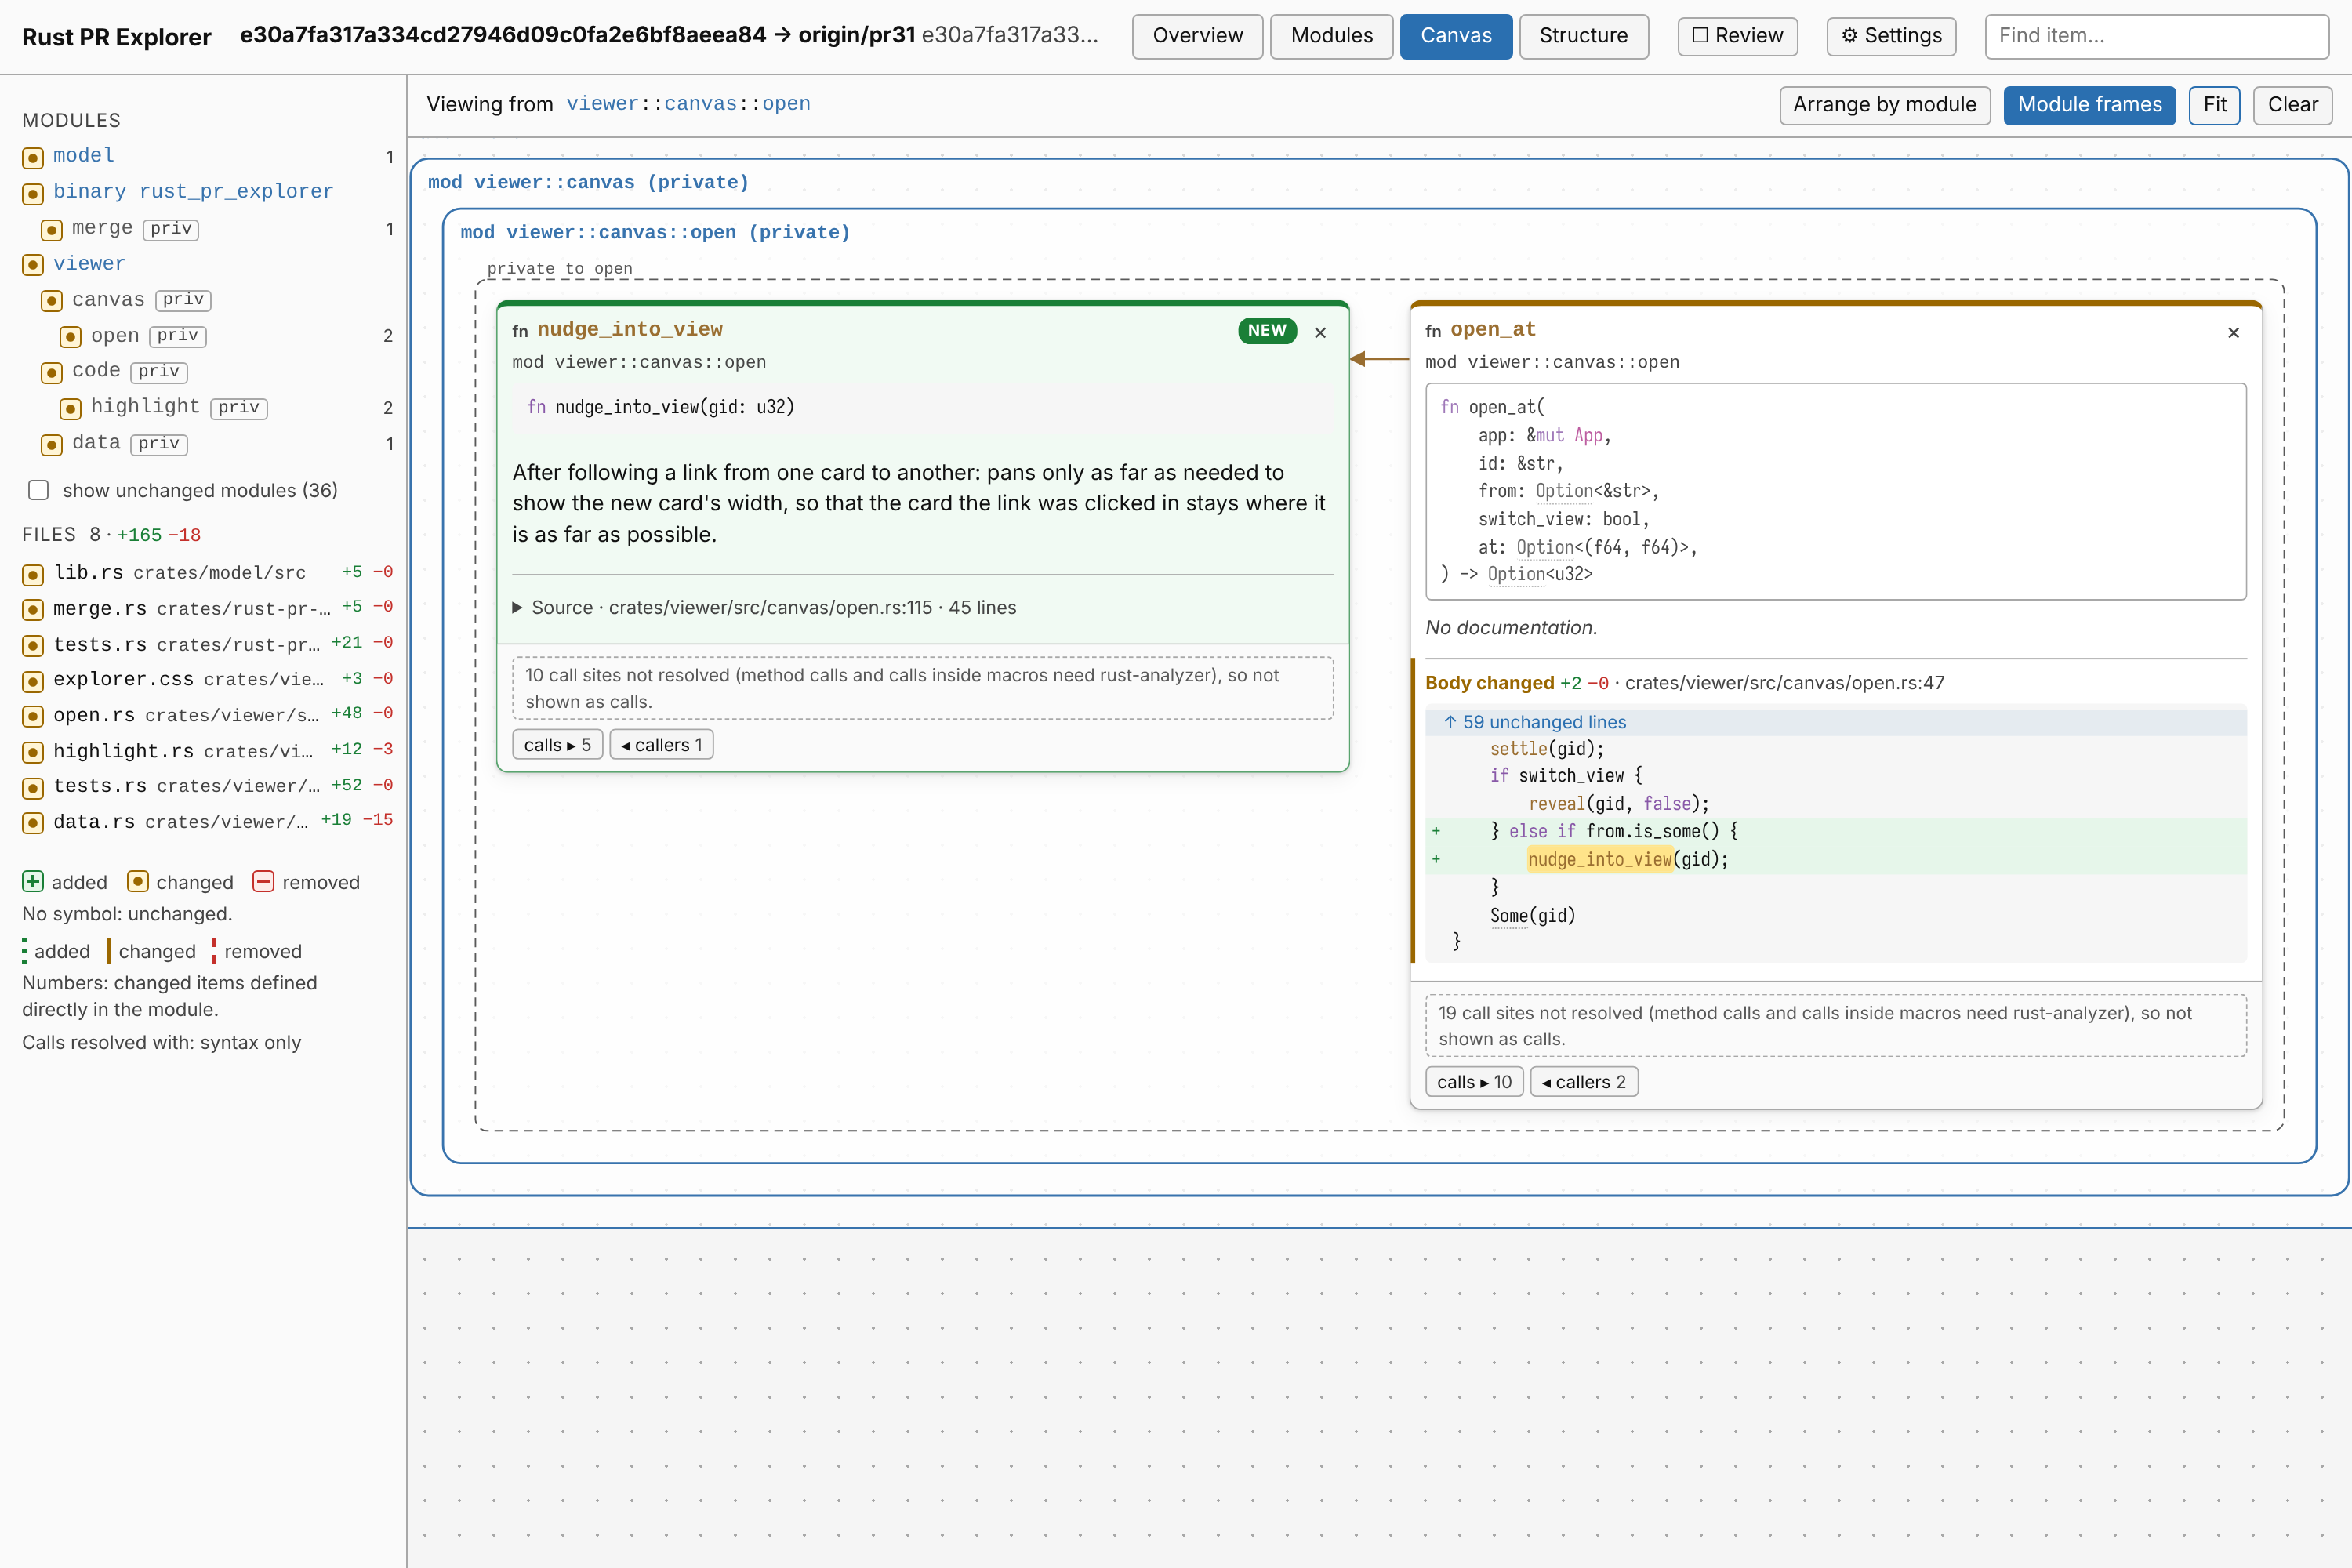 Rust PR Explorer
e30a7fa317a334cd27946d09c0fa2e6bf8aeea84 → origin/pr31 e30a7fa317a33...
Overview
Modules
Canvas
Structure
☐ Review
⚙ Settings
Find item...
MODULES
model 1
binary rust_pr_explorer
merge priv 1
viewer
canvas priv
open priv 2
code priv
highlight priv 2
data priv 1
show unchanged modules (36)
FILES 8 · +165 −18
lib.rs crates/model/src +5 −0
merge.rs crates/rust-pr-… +5 −0
tests.rs crates/rust-pr… +21 −0
explorer.css crates/vie… +3 −0
open.rs crates/viewer/s… +48 −0
highlight.rs crates/vi… +12 −3
tests.rs crates/viewer/… +52 −0
data.rs crates/viewer/… +19 −15
added changed removed
No symbol: unchanged.
added changed removed
Numbers: changed items defined
directly in the module.
Calls resolved with: syntax only
Viewing from viewer::canvas::open
Arrange by module
Module frames
Fit
Clear
mod viewer::canvas (private)
mod viewer::canvas::open (private)
private to open
fn nudge_into_view NEW ×
mod viewer::canvas::open
fn nudge_into_view(gid: u32)
After following a link from one card to another: pans only as far as needed to
show the new card's width, so that the card the link was clicked in stays where it
is as far as possible.
▶ Source · crates/viewer/src/canvas/open.rs:115 · 45 lines
10 call sites not resolved (method calls and calls inside macros need rust-analyzer), so not
shown as calls.
calls ▸ 5
◂ callers 1
fn open_at ×
mod viewer::canvas::open
fn open_at(
app: &mut App,
id: &str,
from: Option<&str>,
switch_view: bool,
at: Option<(f64, f64)>,
) -> Option<u32>
No documentation.
Body changed +2 −0 · crates/viewer/src/canvas/open.rs:47
↑ 59 unchanged lines
settle(gid);
if switch_view {
reveal(gid, false);
+ } else if from.is_some() {
+ nudge_into_view(gid);
}
Some(gid)
}
19 call sites not resolved (method calls and calls inside macros need rust-analyzer), so not
shown as calls.
calls ▸ 10
◂ callers 2